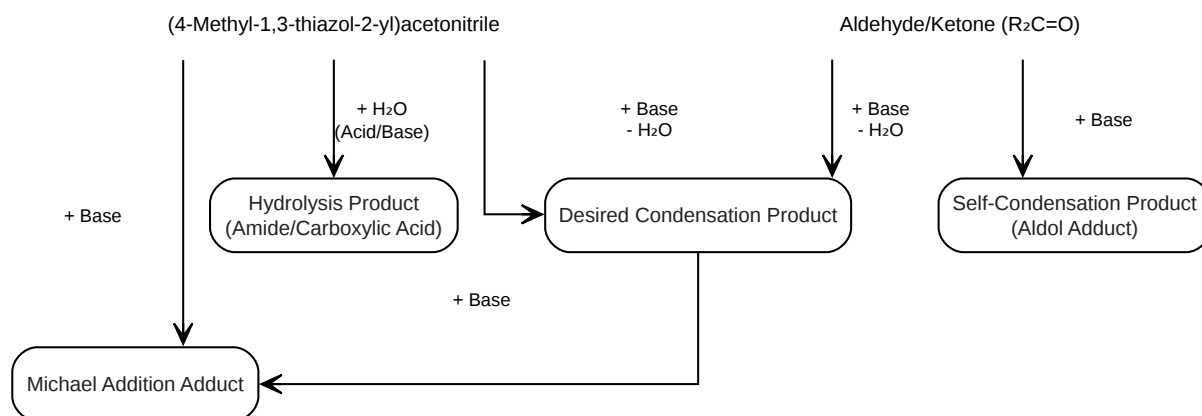 (4-Methyl-1,3-thiazol-2-yl)acetonitrile
Aldehyde/Ketone (R₂C=O)
+ H₂O
(Acid/Base)
+ Base
- H₂O
+ Base
- H₂O
+ Base
+ Base
Hydrolysis Product
(Amide/Carboxylic Acid)
Desired Condensation Product
Self-Condensation Product
(Aldol Adduct)
+ Base
Michael Addition Adduct